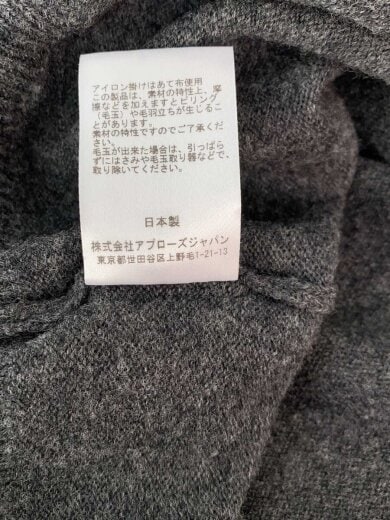 アイロン掛けはあて布使用
この製品は、素材の特性上、摩
擦などを加えますとピリング
（毛玉）や毛羽立ちが生じるこ
とがあります。
素材の特性ですのでご了承くだ
さい。
毛玉が出来た場合は、引っぱら
ずにはさみや毛玉取り器などで、
取り除いてください。
日本製
株式会社アプローズジャパン
東京都世田谷区上野毛1-21-13